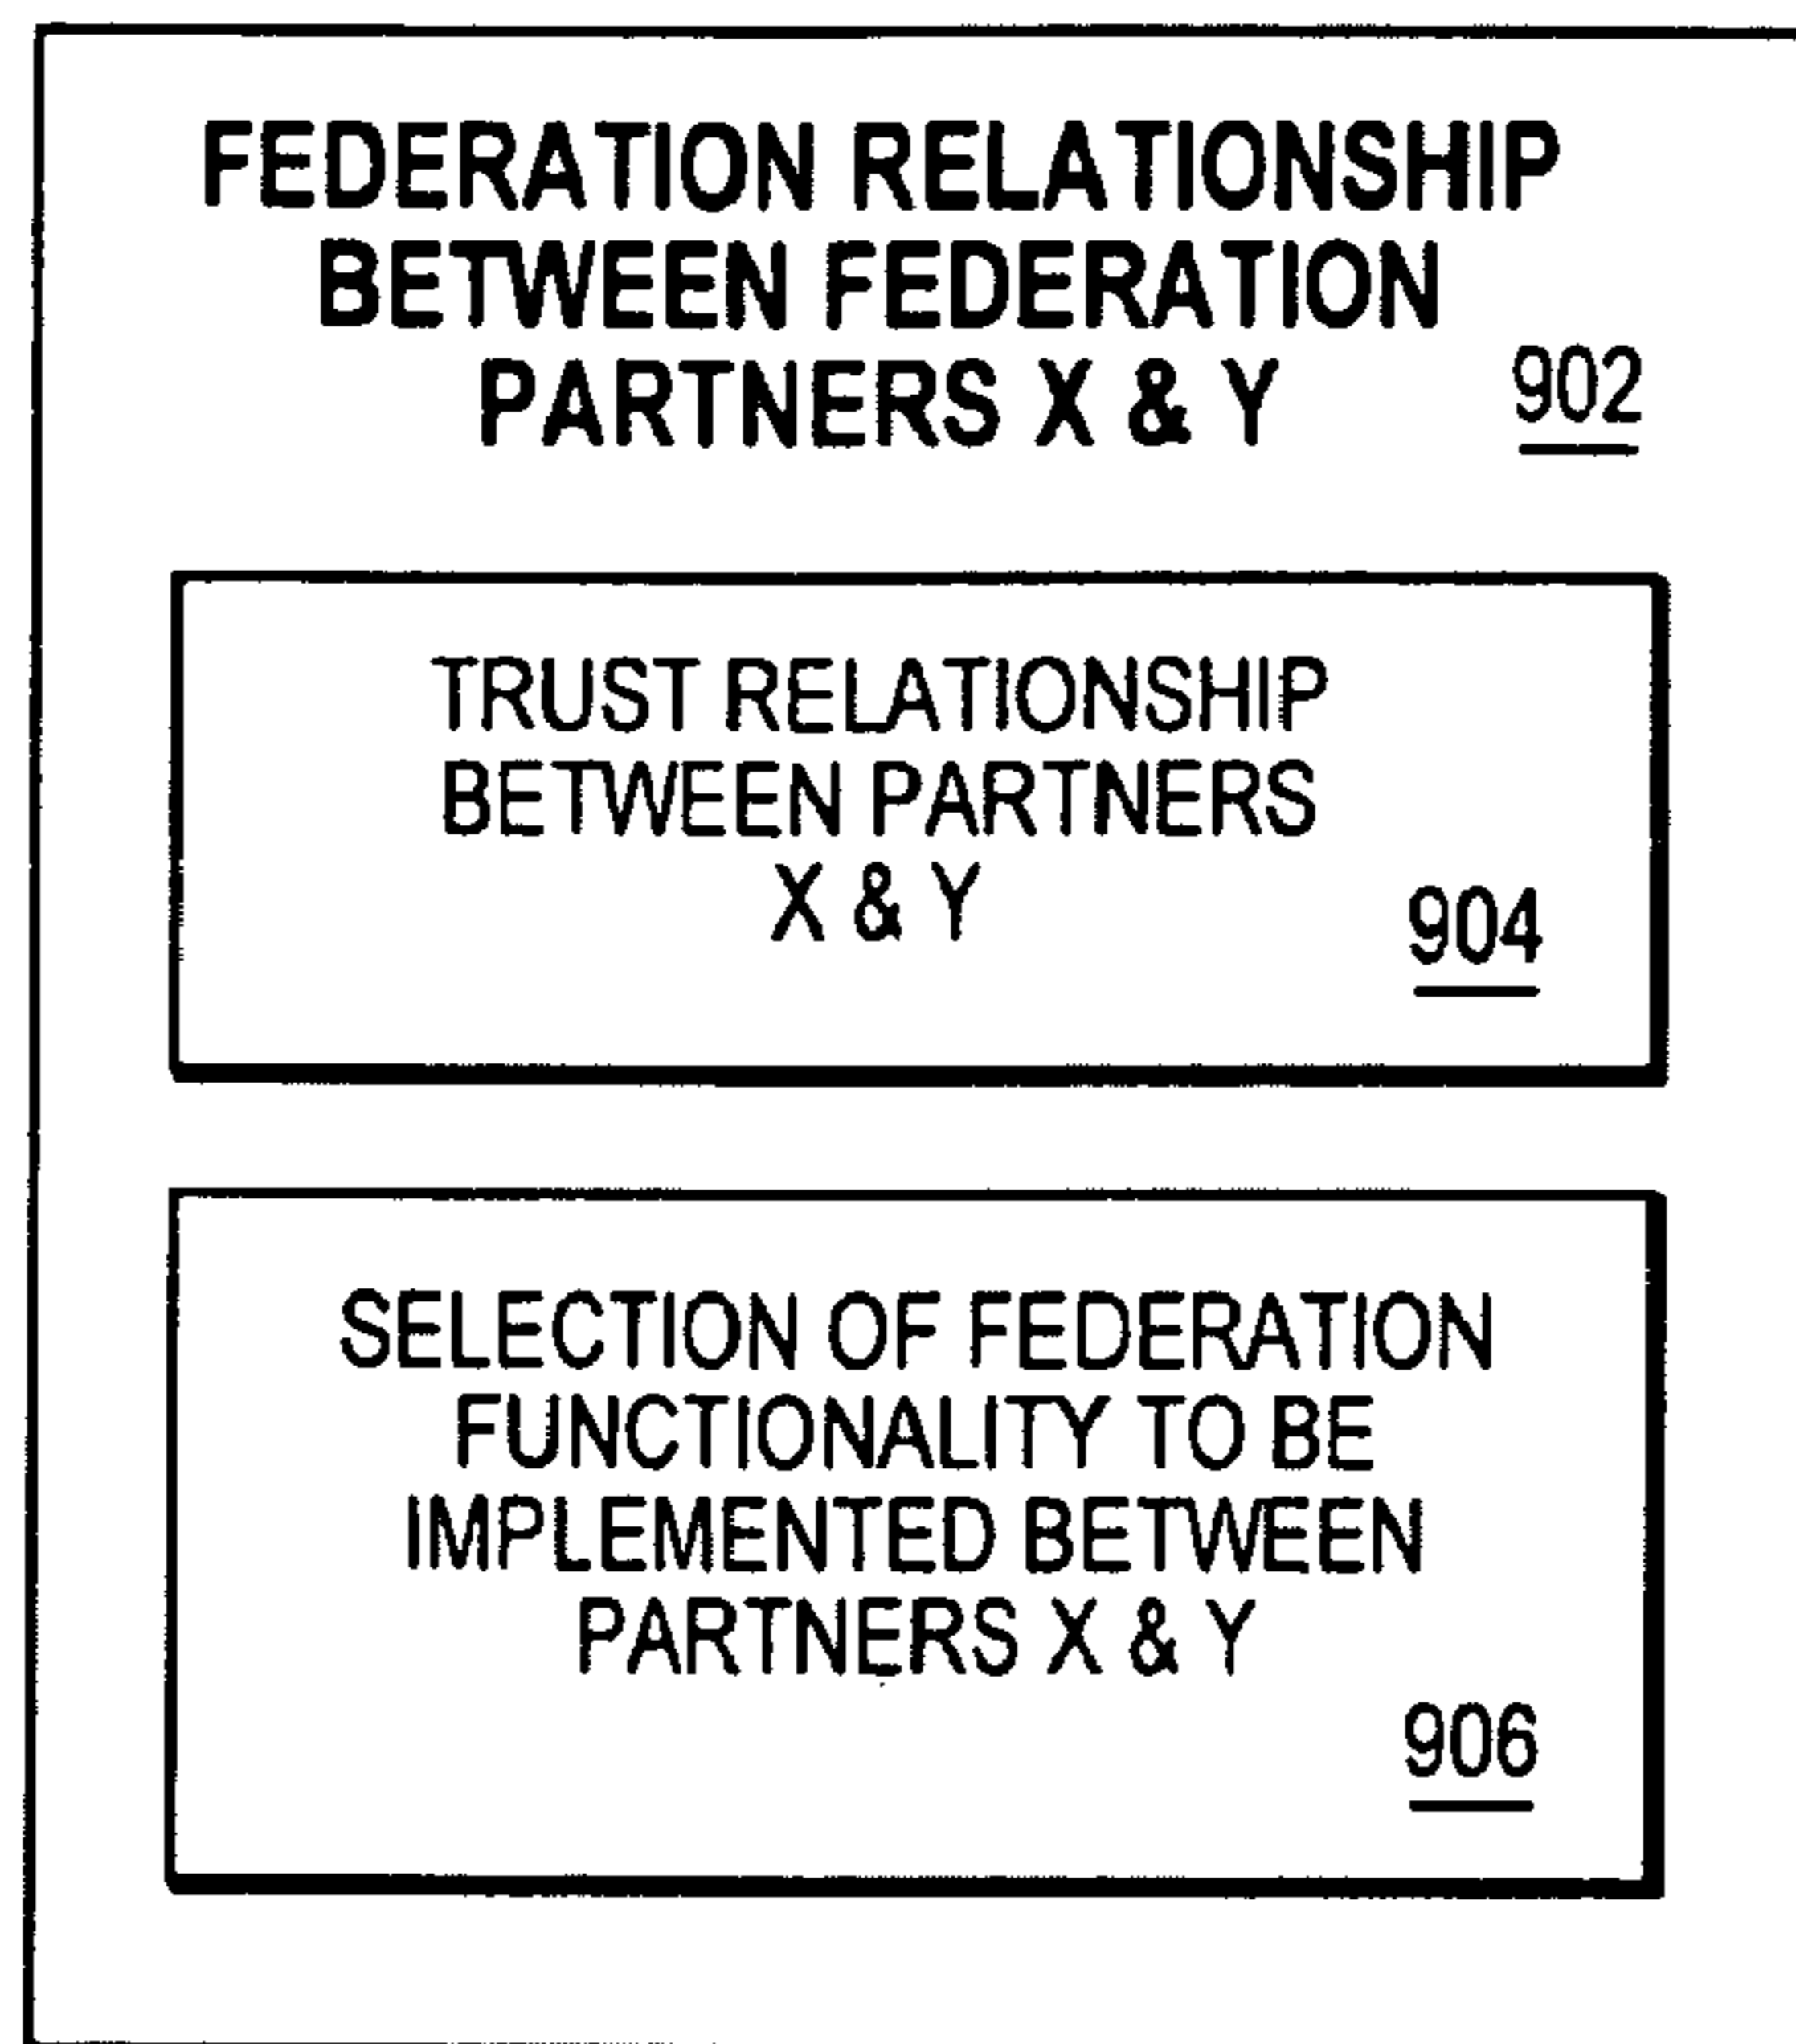 FEDERATION RELATIONSHIP
BETWEEN FEDERATION
PARTNERS X & Y 902
TRUST RELATIONSHIP
BETWEEN PARTNERS
X & Y 904
SELECTION OF FEDERATION
FUNCTIONALITY TO BE
IMPLEMENTED BETWEEN
PARTNERS X & Y
906